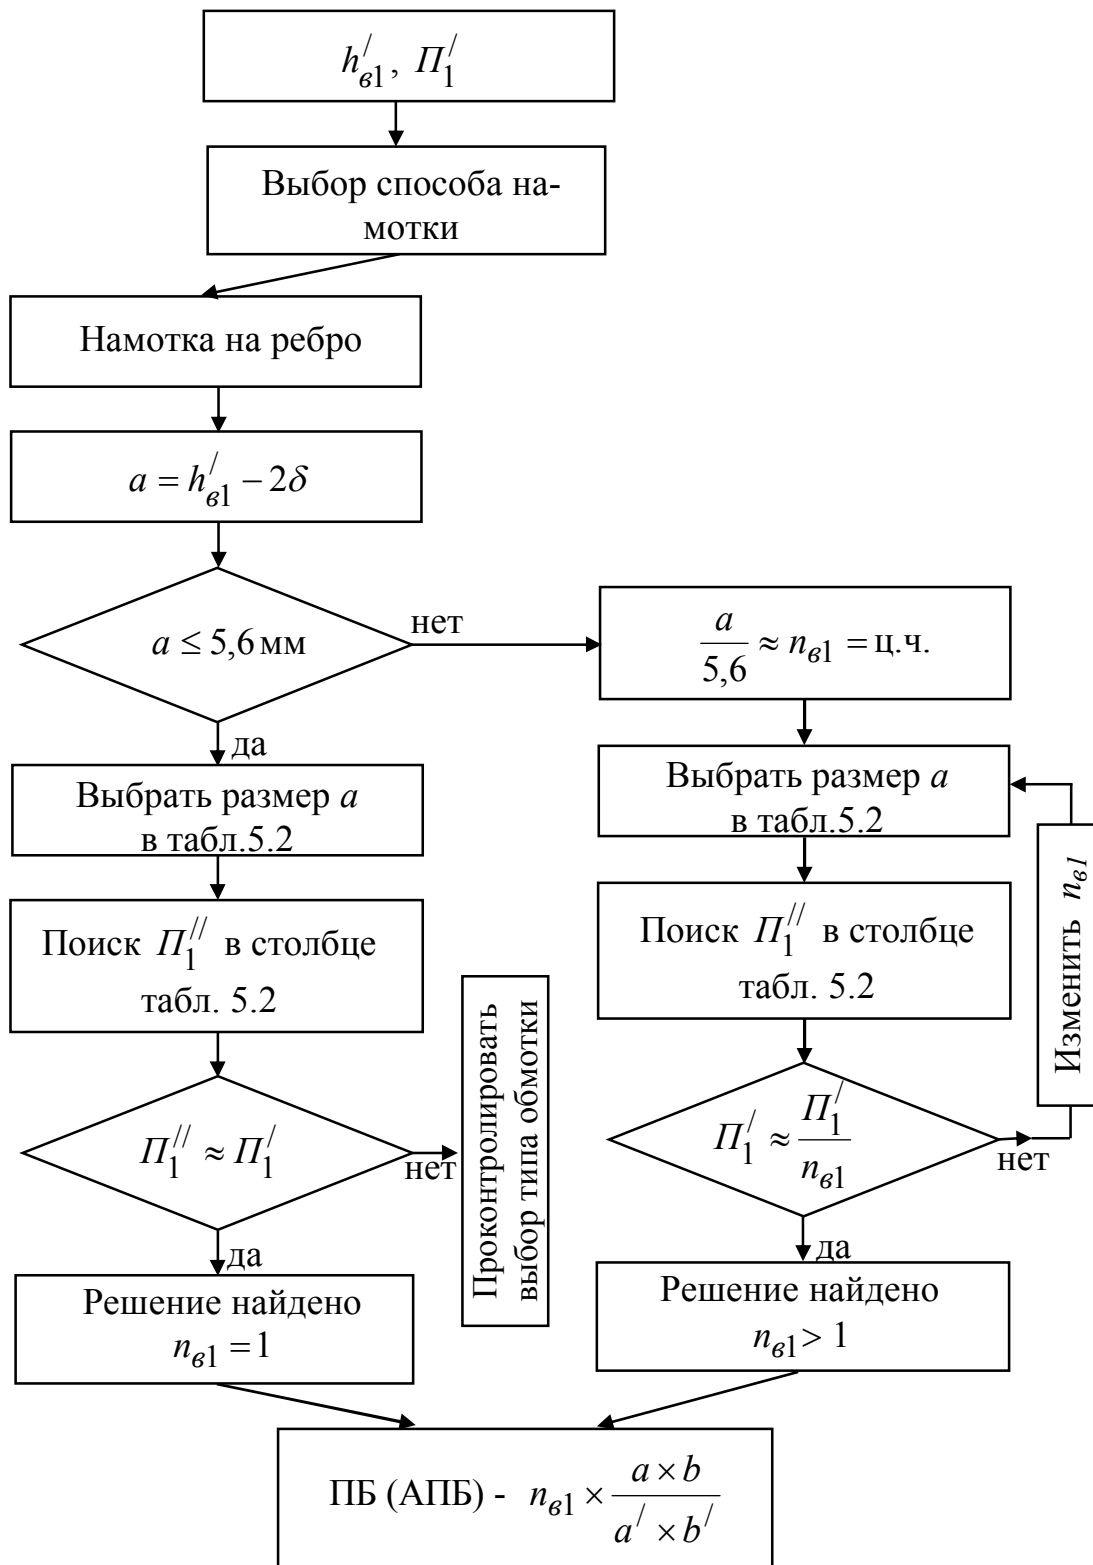 h′в1, П′1
Выбор способа на-
мотки
Намотка на ребро
a = h′в1 − 2δ
a ≤ 5,6 мм
нет
a/5,6 ≈ nв1 = ц.ч.
да
Выбрать размер a
в табл.5.2
Поиск П″1 в столбце
табл. 5.2
П″1 ≈ П′1
нет
Проконтролировать
выбор типа обмотки
да
Решение найдено
nв1 = 1
Выбрать размер a
в табл.5.2
Поиск П″1 в столбце
табл. 5.2
П′1 ≈ П′1/nв1
нет
Изменить nв1
да
Решение найдено
nв1 > 1
ПБ (АПБ) - nв1 × a × b/a′ × b′